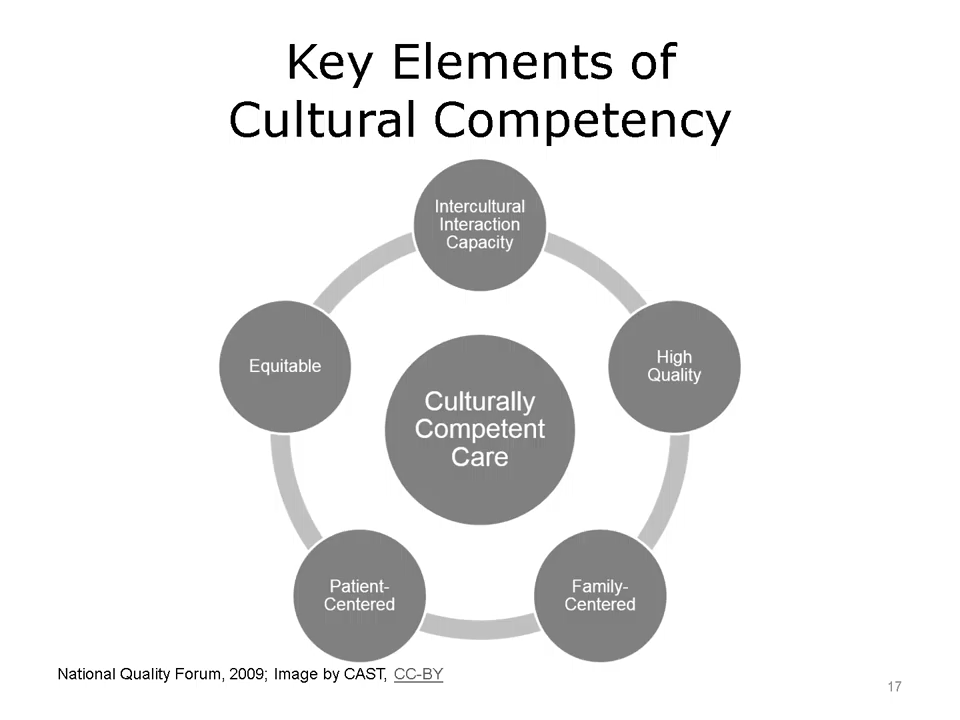 Key Elements of
Cultural Competency
Intercultural
Interaction
Capacity
High
Quality
Family-
Centered
Patient-
Centered
Equitable
Culturally
Competent
Care
National Quality Forum, 2009; Image by CAST, CC-BY
17